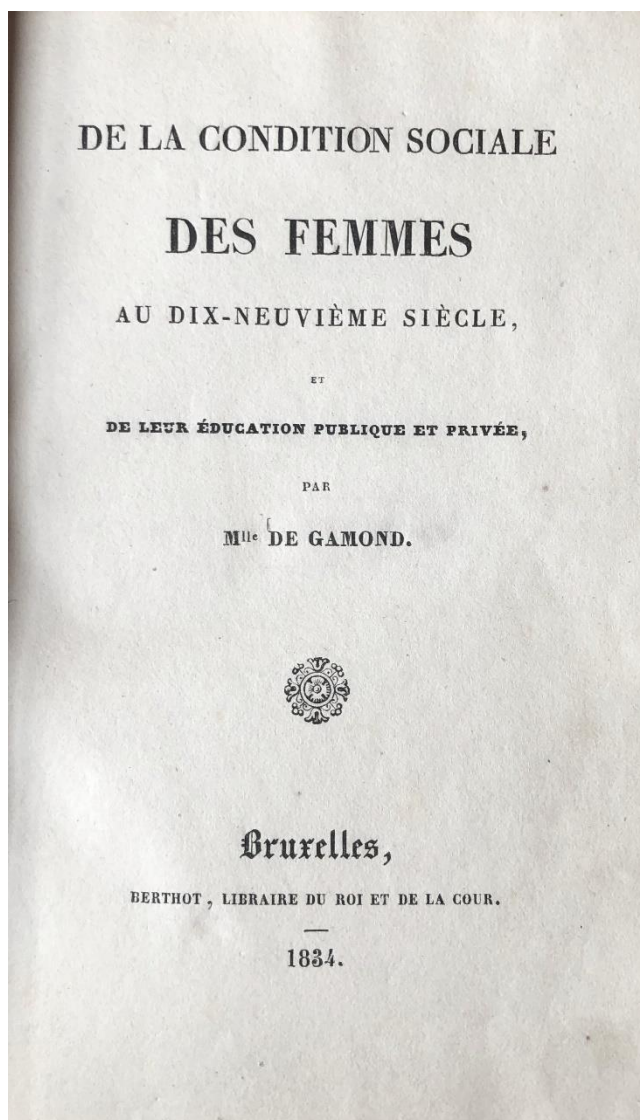 DE LA CONDITION SOCIALE
DES FEMMES
AU DIX-NEUVIÈME SIÈCLE,
ET
DE LEUR ÉDUCATION PUBLIQUE ET PRIVÉE,
PAR
Mlle DE GAMOND.
Bruxelles,
BERTHOT, LIBRAIRE DU ROI ET DE LA COUR.
1834.